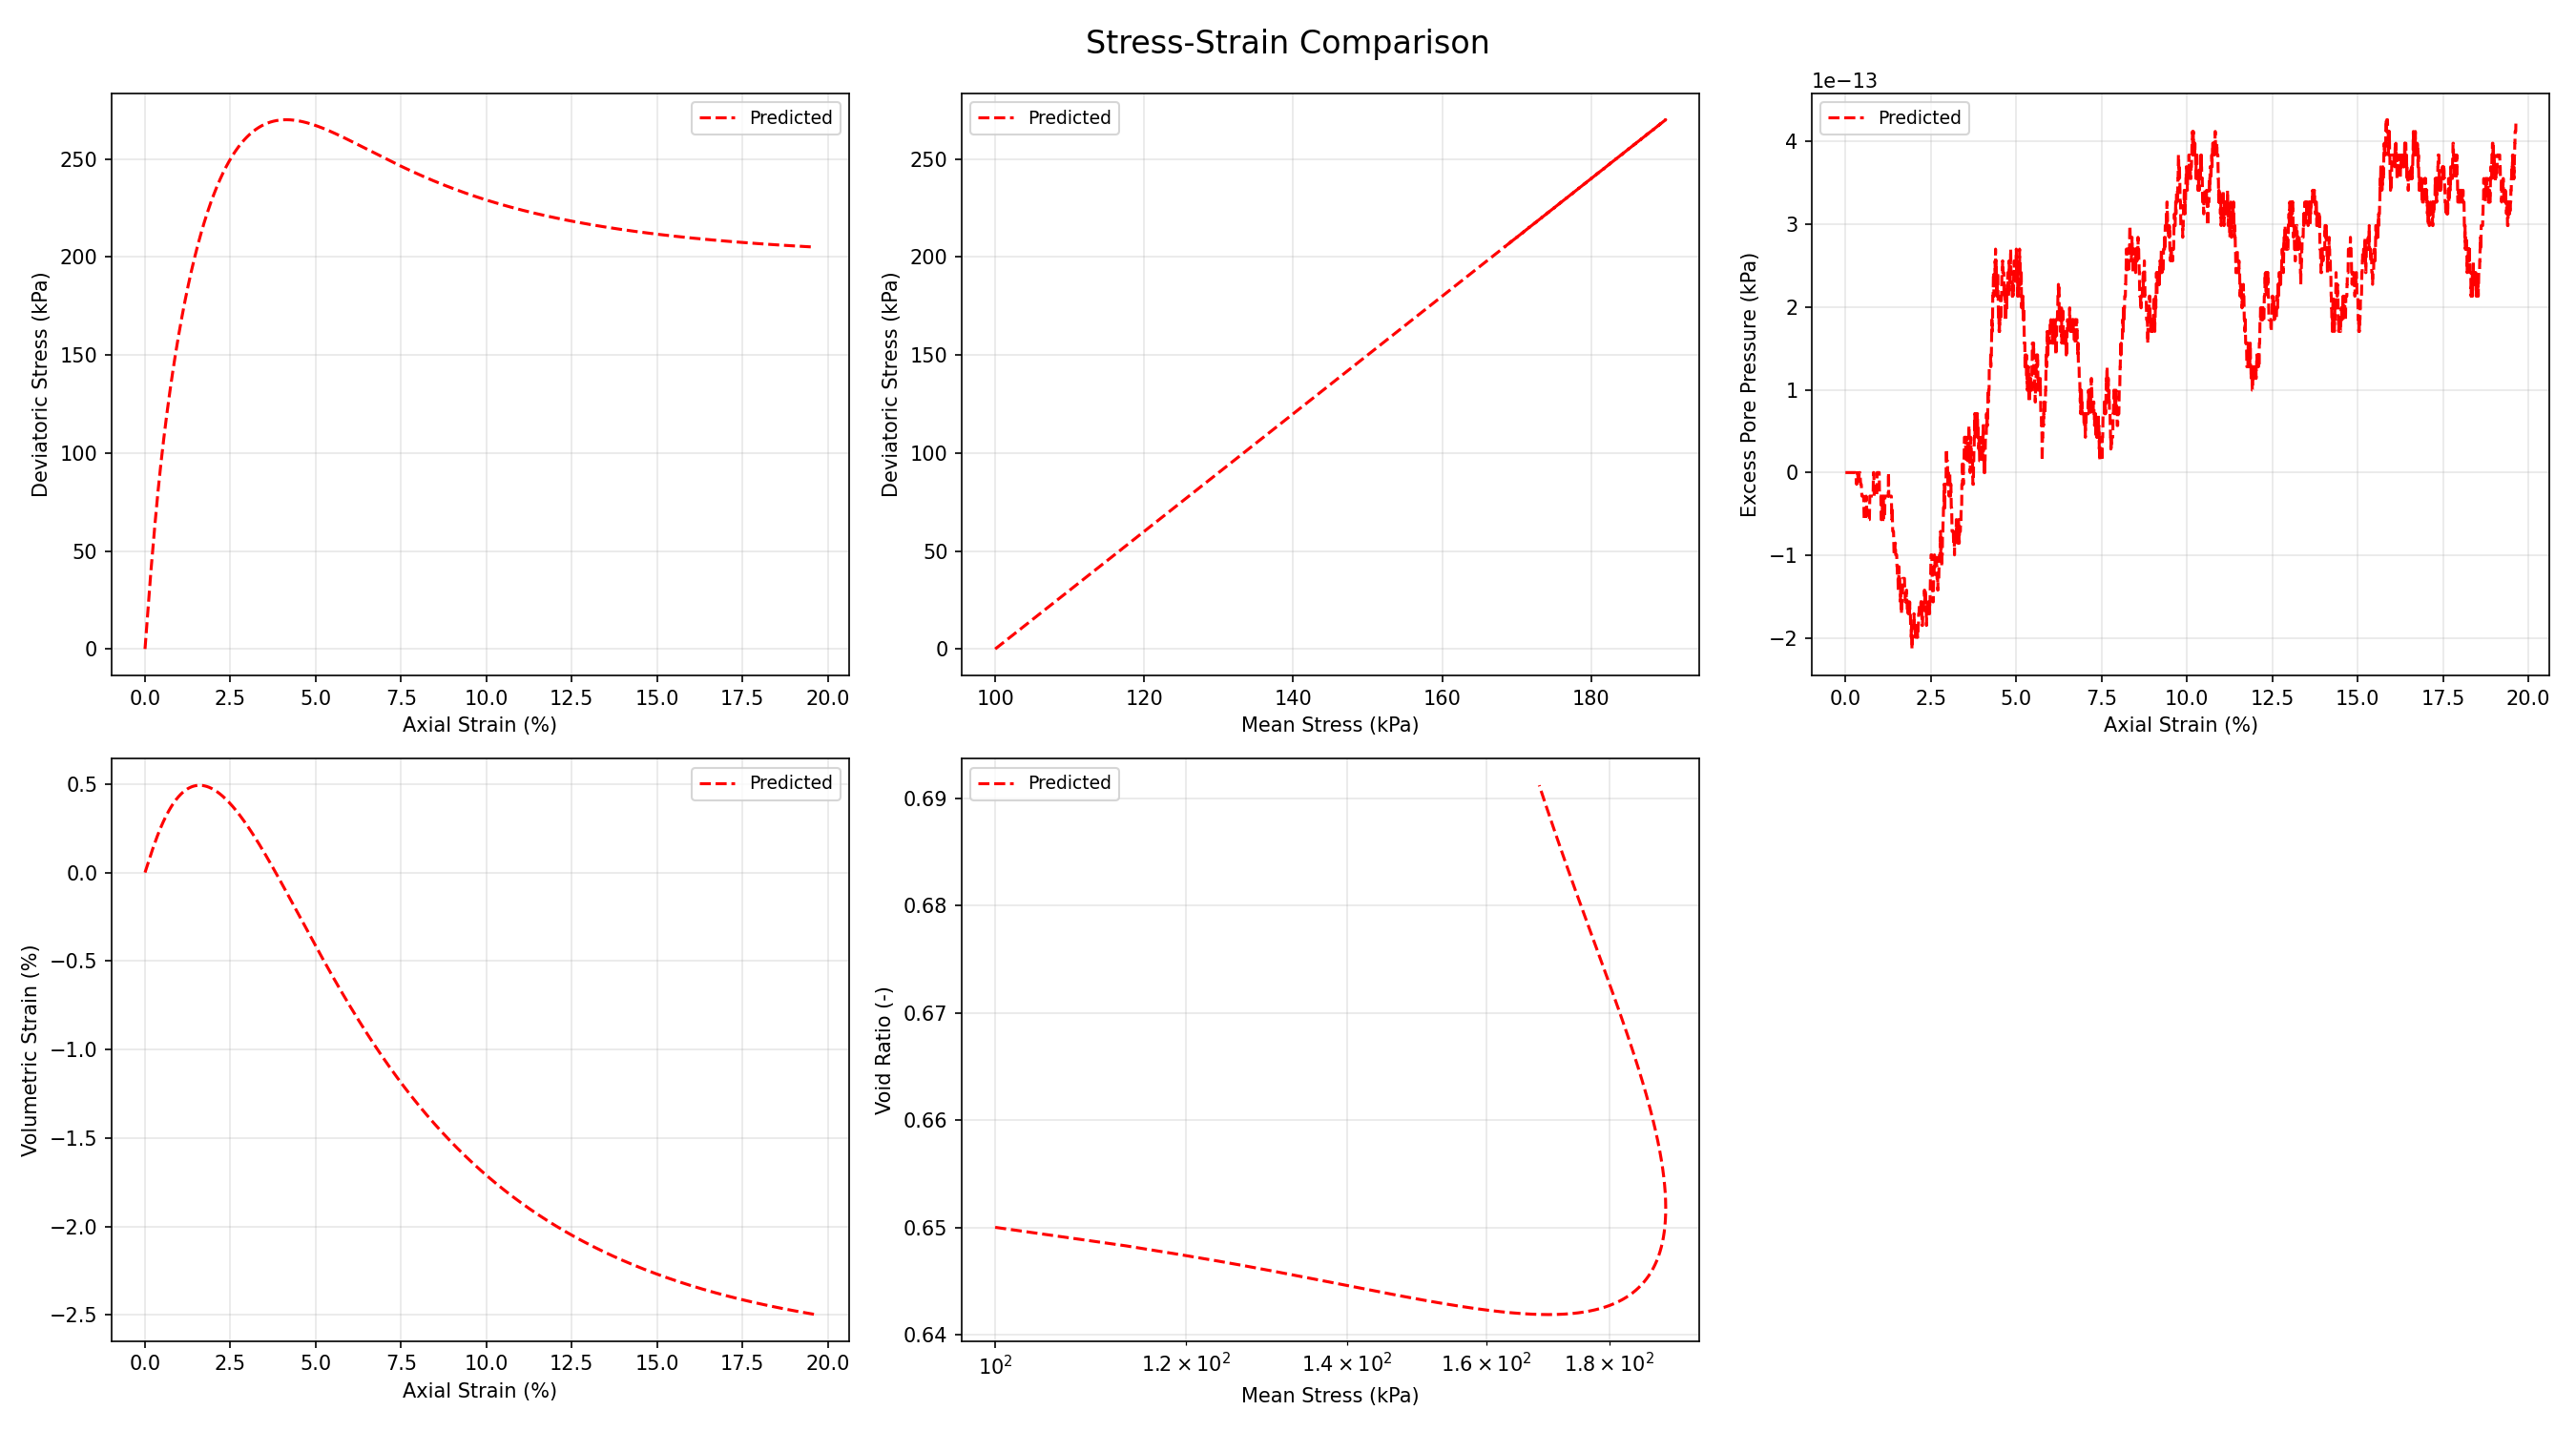 Stress-Strain Comparison
Predicted
250
200
150
100
50
0
Deviatoric Stress (kPa)
0.0 2.5 5.0 7.5 10.0 12.5 15.0 17.5 20.0
Axial Strain (%)
Predicted
250
200
150
100
50
0
Deviatoric Stress (kPa)
100 120 140 160 180
Mean Stress (kPa)
1e−13
Predicted
4
3
2
1
0
−1
−2
Excess Pore Pressure (kPa)
0.0 2.5 5.0 7.5 10.0 12.5 15.0 17.5 20.0
Axial Strain (%)
Predicted
0.5
0.0
−0.5
−1.0
−1.5
−2.0
−2.5
Volumetric Strain (%)
0.0 2.5 5.0 7.5 10.0 12.5 15.0 17.5 20.0
Axial Strain (%)
Predicted
0.69
0.68
0.67
0.66
0.65
0.64
Void Ratio (-)
10² 1.2 × 10² 1.4 × 10² 1.6 × 10² 1.8 × 10²
Mean Stress (kPa)